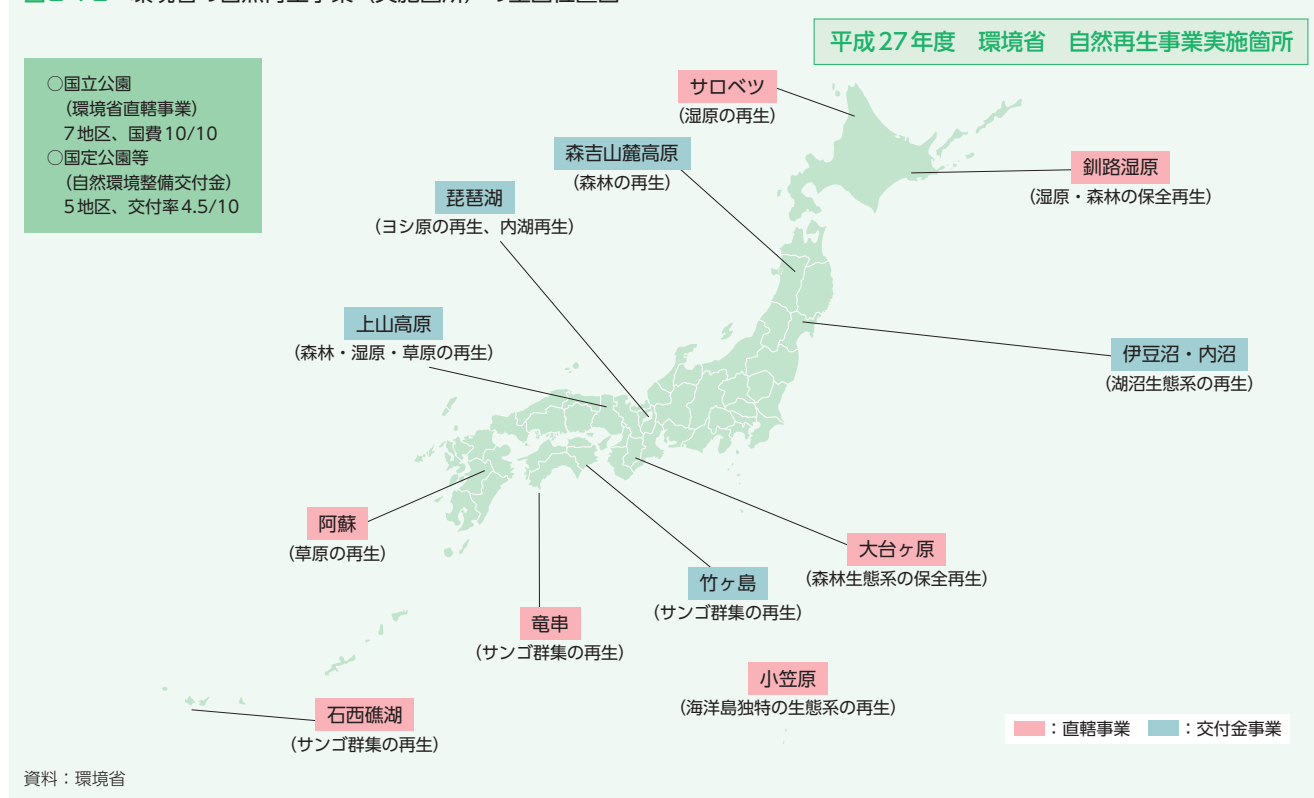 平成27年度　環境省　自然再生事業実施箇所
○国立公園
（環境省直轄事業）
7地区、国費10/10
○国定公園等
（自然環境整備交付金）
5地区、交付率4.5/10
サロベツ
（湿原の再生）
森吉山麓高原
（森林の再生）
釧路湿原
（湿原・森林の保全再生）
琵琶湖
（ヨシ原の再生、内湖再生）
上山高原
（森林・湿原・草原の再生）
伊豆沼・内沼
（湖沼生態系の再生）
阿蘇
（草原の再生）
大台ヶ原
（森林生態系の保全再生）
竹ヶ島
（サンゴ群集の再生）
竜串
（サンゴ群集の再生）
小笠原
（海洋島独特の生態系の再生）
石西礁湖
（サンゴ群集の再生）
：直轄事業　：交付金事業
資料：環境省